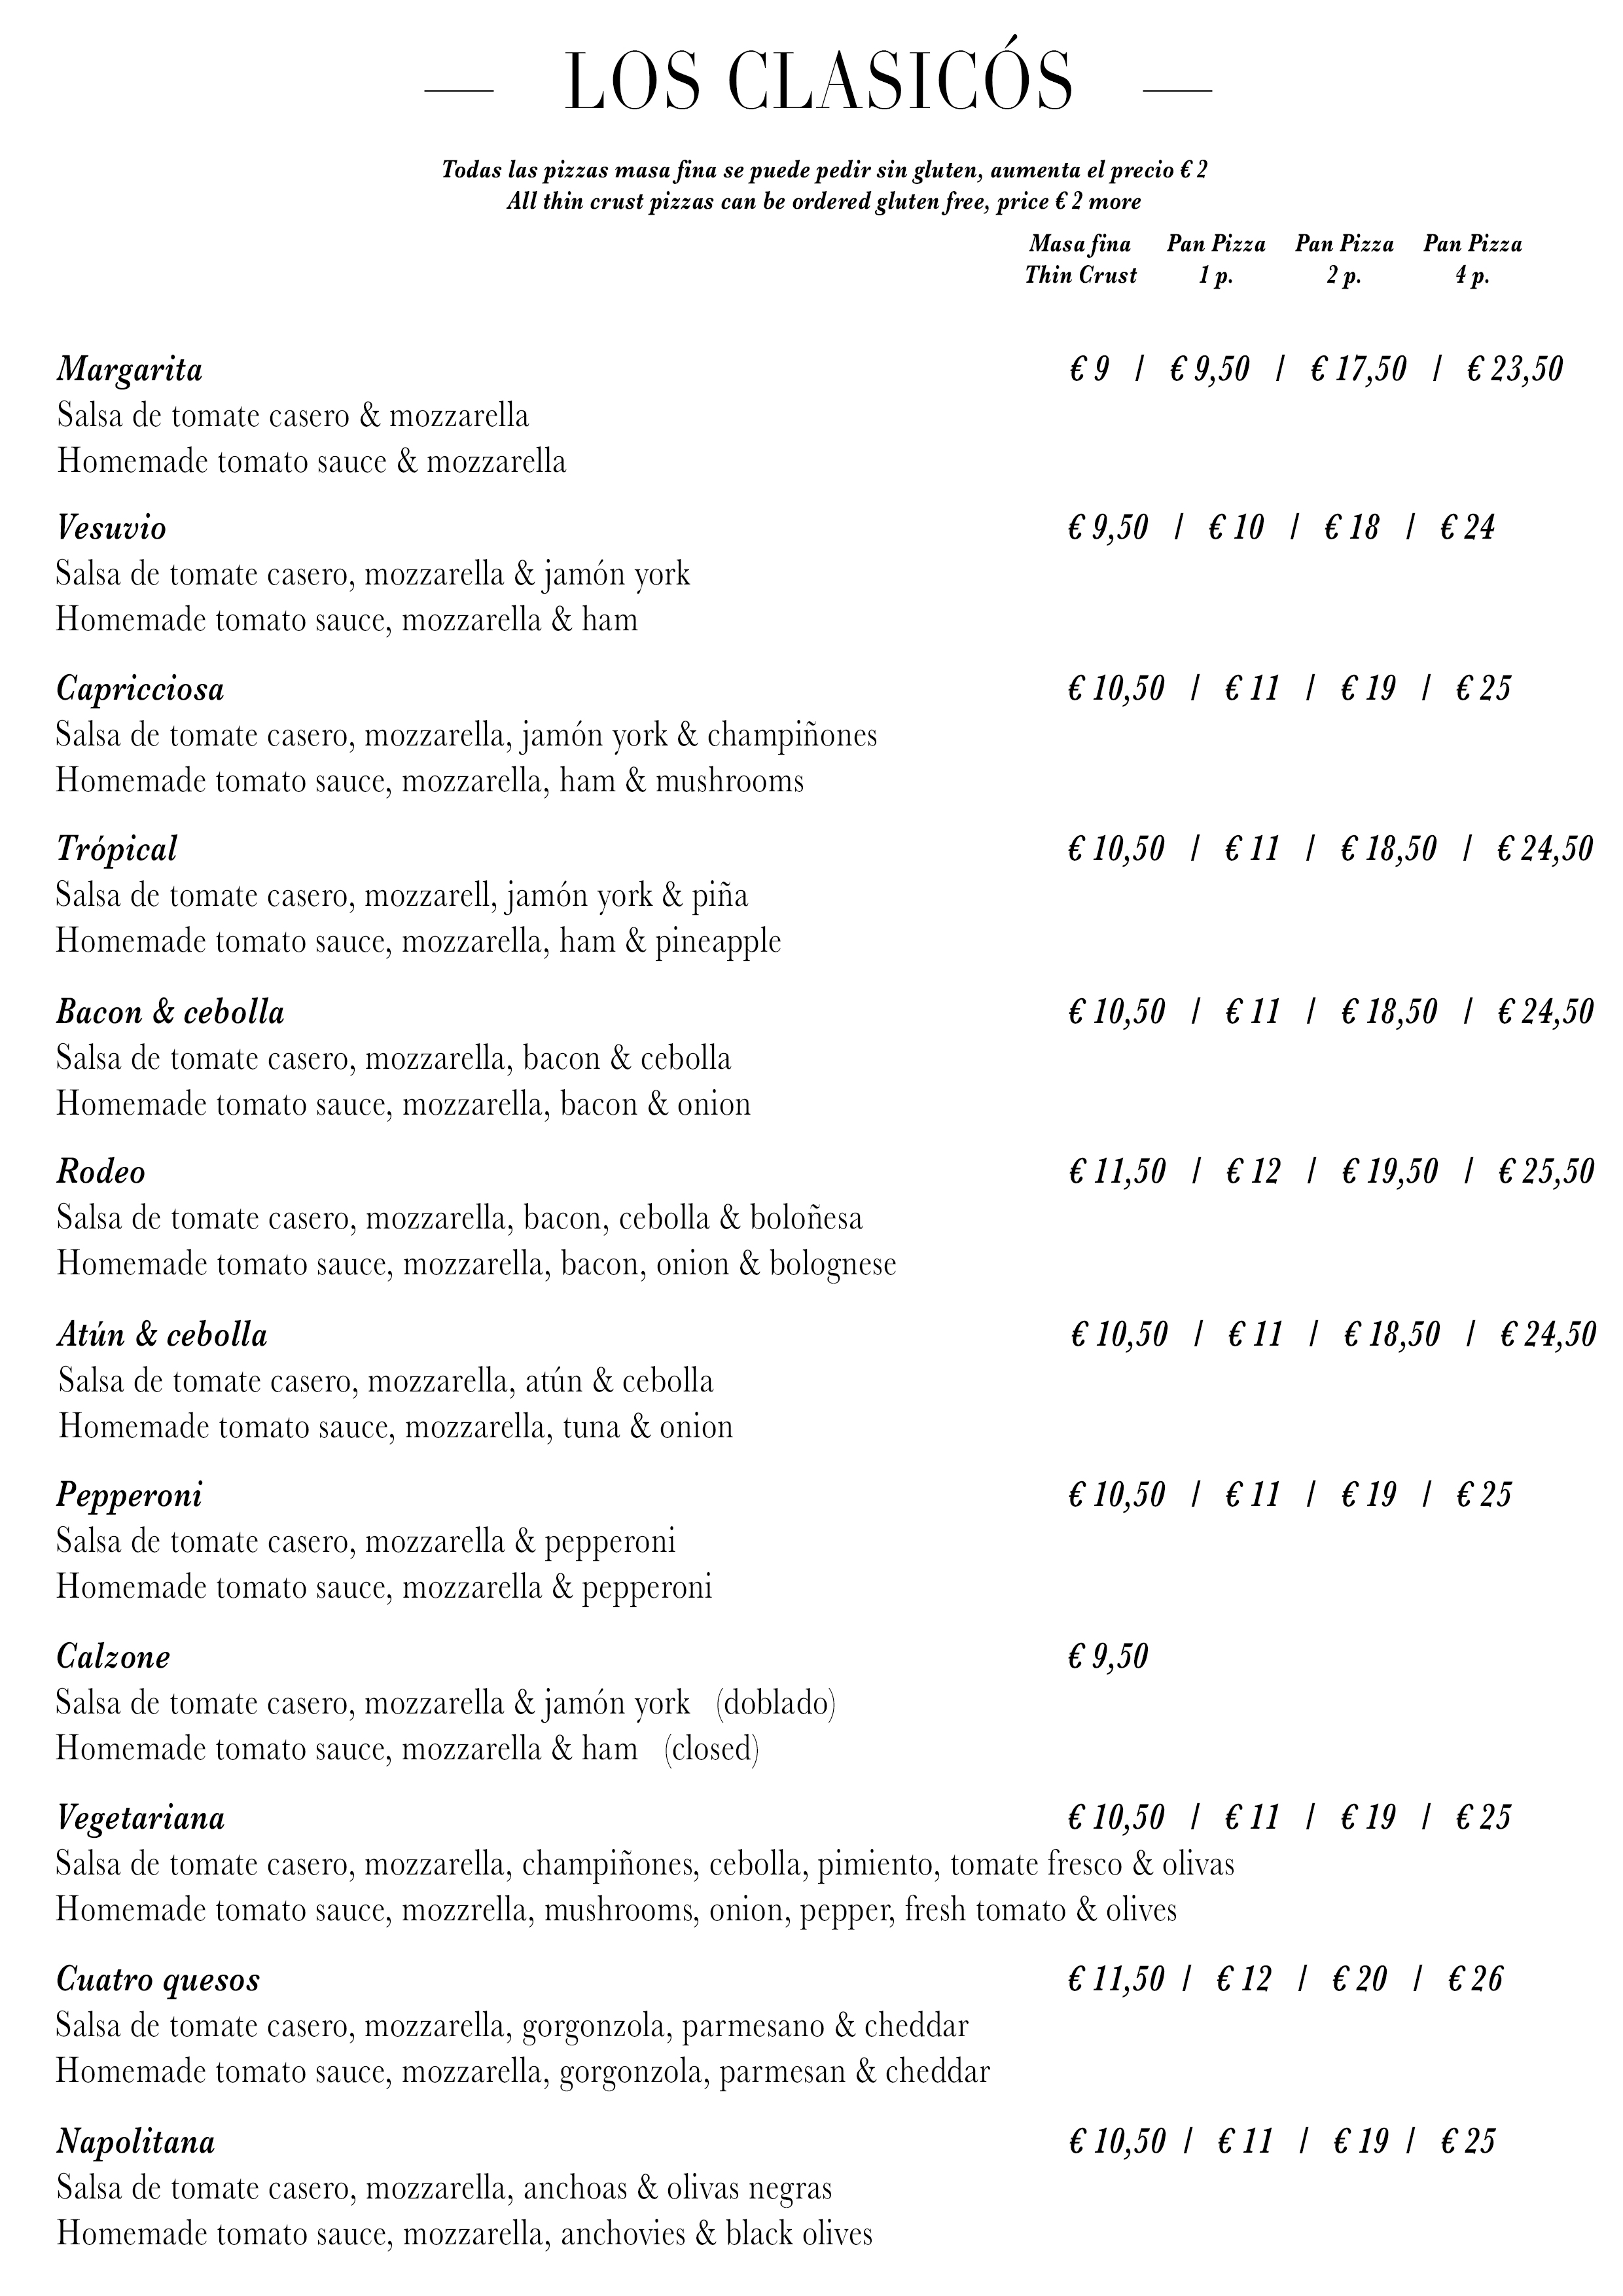 LOS CLASICÓS
Todas las pizzas masa fina se puede pedir sin gluten, aumenta el precio € 2
All thin crust pizzas can be ordered gluten free, price € 2 more
Masa fina Pan Pizza Pan Pizza Pan Pizza
Thin Crust 1 p. 2 p. 4 p.
Margarita € 9 / € 9,50 / € 17,50 / € 23,50
Salsa de tomate casero & mozzarella
Homemade tomato sauce & mozzarella
Vesuvio € 9,50 / € 10 / € 18 / € 24
Salsa de tomate casero, mozzarella & jamón york
Homemade tomato sauce, mozzarella & ham
Capricciosa € 10,50 / € 11 / € 19 / € 25
Salsa de tomate casero, mozzarella, jamón york & champiñones
Homemade tomato sauce, mozzarella, ham & mushrooms
Trópical € 10,50 / € 11 / € 18,50 / € 24,50
Salsa de tomate casero, mozzarell, jamón york & piña
Homemade tomato sauce, mozzarella, ham & pineapple
Bacon & cebolla € 10,50 / € 11 / € 18,50 / € 24,50
Salsa de tomate casero, mozzarella, bacon & cebolla
Homemade tomato sauce, mozzarella, bacon & onion
Rodeo € 11,50 / € 12 / € 19,50 / € 25,50
Salsa de tomate casero, mozzarella, bacon, cebolla & boloñesa
Homemade tomato sauce, mozzarella, bacon, onion & bolognese
Atún & cebolla € 10,50 / € 11 / € 18,50 / € 24,50
Salsa de tomate casero, mozzarella, atún & cebolla
Homemade tomato sauce, mozzarella, tuna & onion
Pepperoni € 10,50 / € 11 / € 19 / € 25
Salsa de tomate casero, mozzarella & pepperoni
Homemade tomato sauce, mozzarella & pepperoni
Calzone € 9,50
Salsa de tomate casero, mozzarella & jamón york (doblado)
Homemade tomato sauce, mozzarella & ham (closed)
Vegetariana € 10,50 / € 11 / € 19 / € 25
Salsa de tomate casero, mozzarella, champiñones, cebolla, pimiento, tomate fresco & olivas
Homemade tomato sauce, mozzrella, mushrooms, onion, pepper, fresh tomato & olives
Cuatro quesos € 11,50 / € 12 / € 20 / € 26
Salsa de tomate casero, mozzarella, gorgonzola, parmesano & cheddar
Homemade tomato sauce, mozzarella, gorgonzola, parmesan & cheddar
Napolitana € 10,50 / € 11 / € 19 / € 25
Salsa de tomate casero, mozzarella, anchoas & olivas negras
Homemade tomato sauce, mozzarella, anchovies & black olives